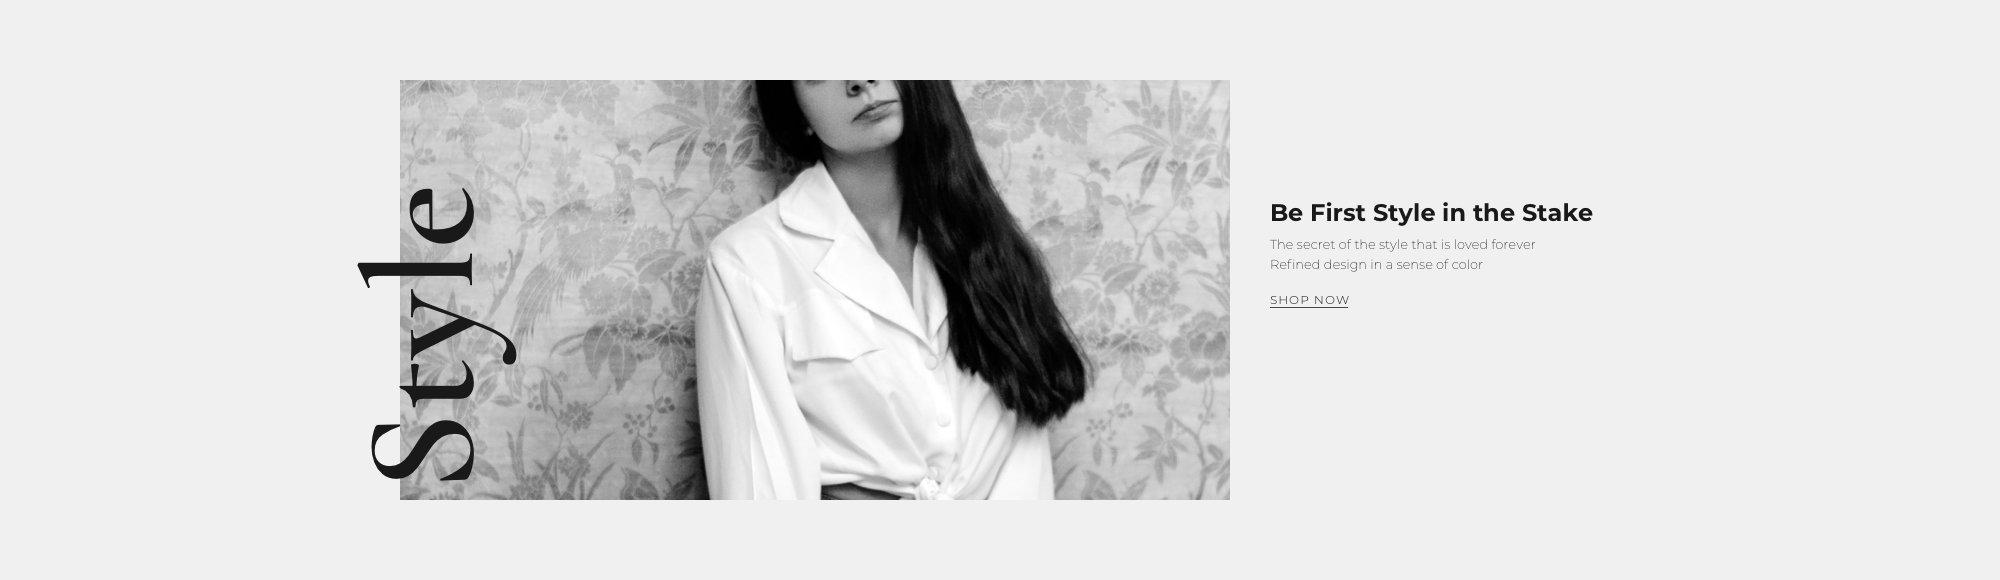 Style
Be First Style in the Stake
The secret of the style that is loved forever
Refined design in a sense of color
SHOP NOW